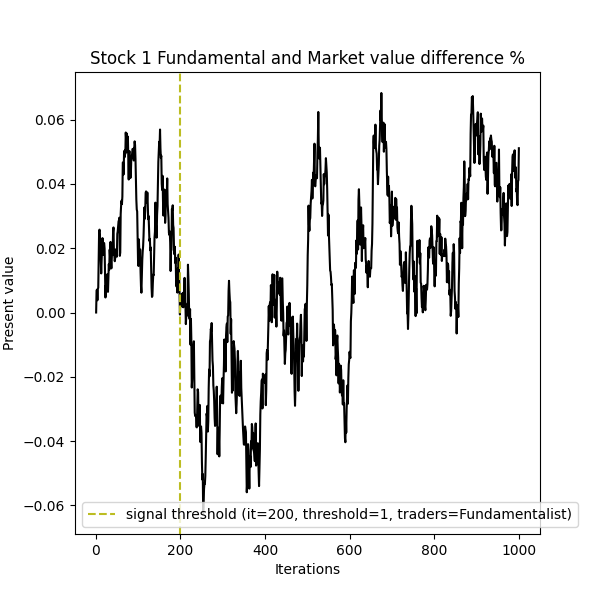 Stock 1 Fundamental and Market value difference %
Present value
0.06
0.04
0.02
0.00
−0.02
−0.04
−0.06
signal threshold (it=200, threshold=1, traders=Fundamentalist)
0 200 400 600 800 1000
Iterations